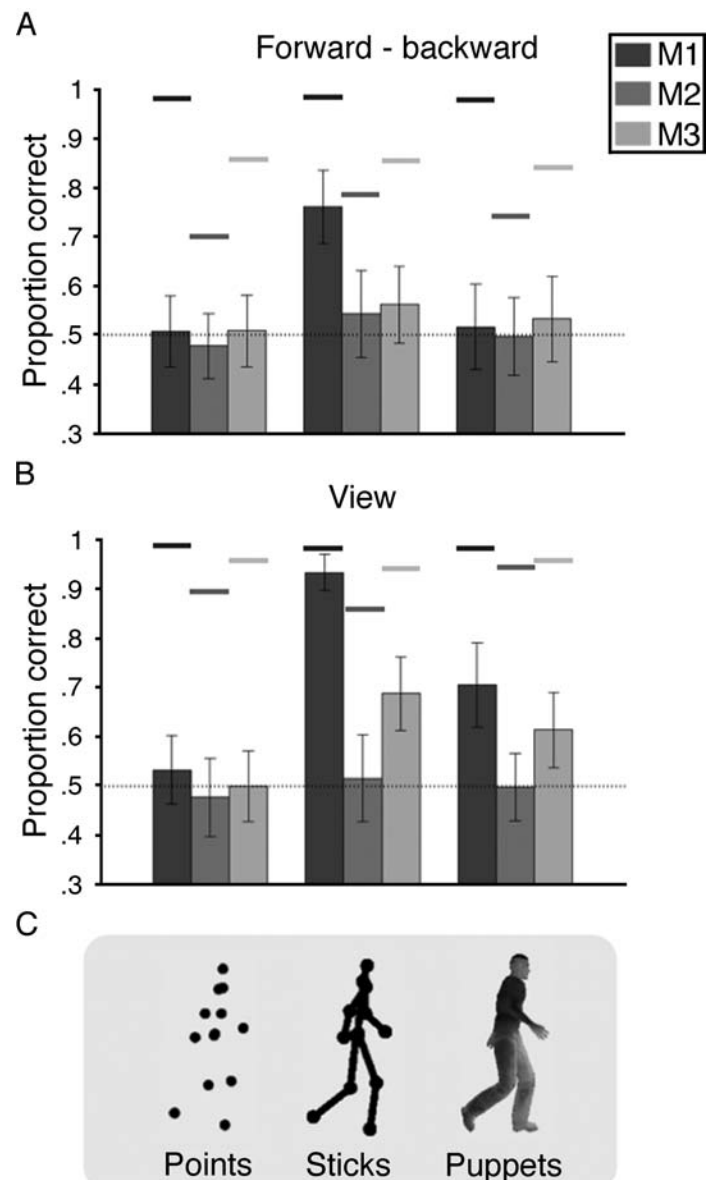 A
Forward - backward
M1
M2
M3
Proportion correct
1
.9
.8
.7
.6
.5
.4
.3
B
View
Proportion correct
1
.9
.8
.7
.6
.5
.4
.3
C
Points Sticks Puppets